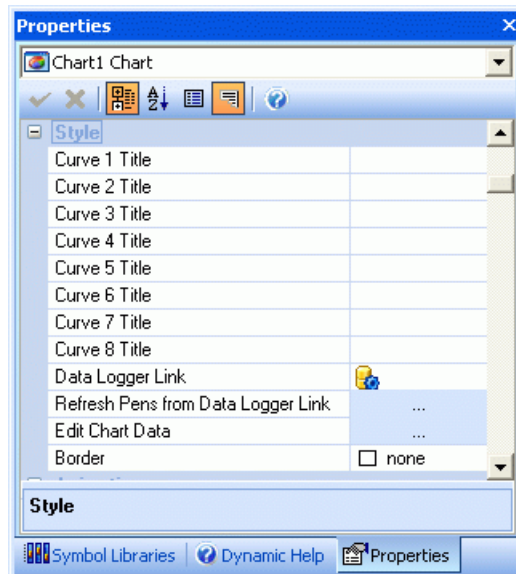 Properties
Chart1 Chart
Style
Curve 1 Title
Curve 2 Title
Curve 3 Title
Curve 4 Title
Curve 5 Title
Curve 6 Title
Curve 7 Title
Curve 8 Title
Data Logger Link
Refresh Pens from Data Logger Link ...
Edit Chart Data ...
Border none
Style
Symbol Libraries Dynamic Help Properties